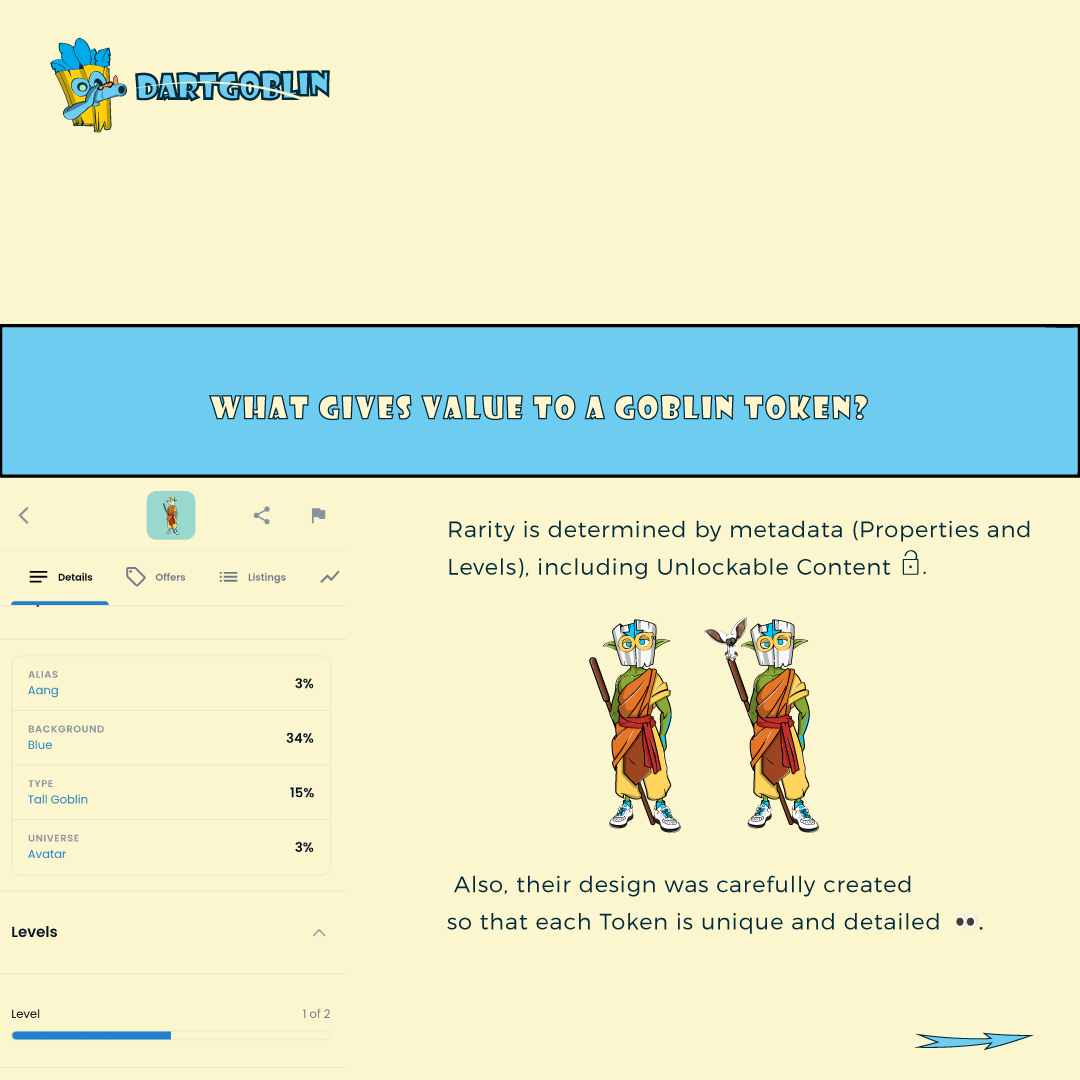 DARTGOBLIN
WHAT GIVES VALUE TO A GOBLIN TOKEN?
Details
Offers
Listings
ALIAS
Aang
3%
BACKGROUND
Blue
34%
TYPE
Tall Goblin
15%
UNIVERSE
Avatar
3%
Levels
Level
1 of 2
Rarity is determined by metadata (Properties and
Levels), including Unlockable Content 🔓.
Also, their design was carefully created
so that each Token is unique and detailed 👀.